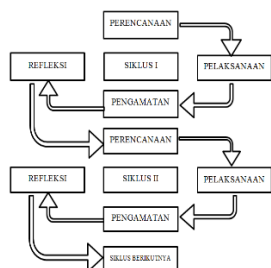 PERENCANAAN
REFLEKSI
SIKLUS I
PELAKSANAAN
PENGAMATAN
PERENCANAAN
REFLEKSI
SIKLUS II
PELAKSANAAN
PENGAMATAN
SIKLUS BERIKUTNYA